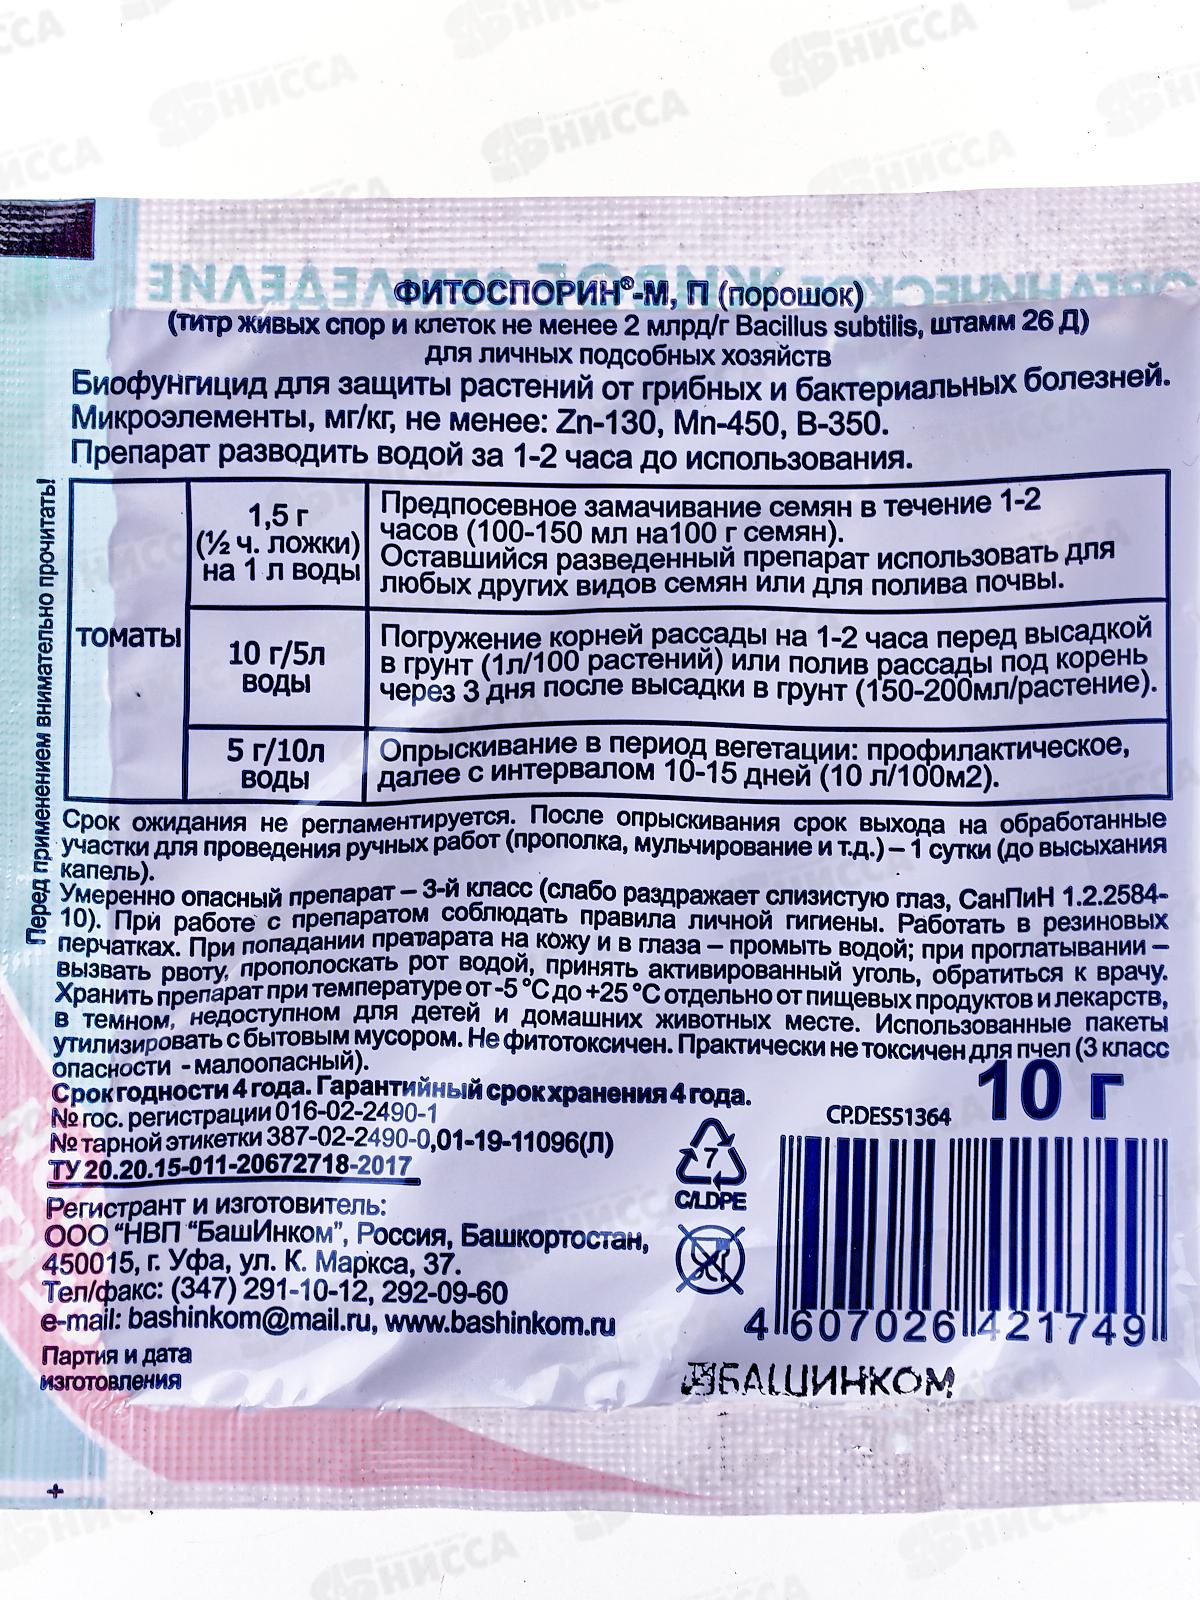 ОРГАНИЧЕСКОЕ ЖИВОЕ ЗЕМЛЕДЕЛИЕ
ФИТОСПОРИН®-М, П (порошок)
(титр живых спор и клеток не менее 2 млрд/г Bacillus subtilis, штамм 26 Д)
для личных подсобных хозяйств
Биофунгицид для защиты растений от грибных и бактериальных болезней.
Микроэлементы, мг/кг, не менее: Zn-130, Mn-450, B-350.
Препарат разводить водой за 1-2 часа до использования.
Перед применением внимательно прочитать!
ТОМАТЫ
1,5 г
(½ ч. ложки)
на 1 л воды
Предпосевное замачивание семян в течение 1-2
часов (100-150 мл на100 г семян).
Оставшийся разведенный препарат использовать для
любых других видов семян или для полива почвы.
10 г/5л
воды
Погружение корней рассады на 1-2 часа перед высадкой
в грунт (1л/100 растений) или полив рассады под корень
через 3 дня после высадки в грунт (150-200мл/растение).
5 г/10л
воды
Опрыскивание в период вегетации: профилактическое,
далее с интервалом 10-15 дней (10 л/100м2).
Срок ожидания не регламентируется. После опрыскивания срок выхода на обработанные
участки для проведения ручных работ (прополка, мульчирование и т.д.) – 1 сутки (до высыхания
капель).
Умеренно опасный препарат – 3-й класс (слабо раздражает слизистую глаз, СанПиН 1.2.2584-
10). При работе с препаратом соблюдать правила личной гигиены. Работать в резиновых
перчатках. При попадании препарата на кожу и в глаза – промыть водой; при проглатывании –
вызвать рвоту, прополоскать рот водой, принять активированный уголь, обратиться к врачу.
Хранить препарат при температуре от -5 °С до +25 °С отдельно от пищевых продуктов и лекарств,
в темном, недоступном для детей и домашних животных месте. Использованные пакеты
утилизировать с бытовым мусором. Не фитотоксичен. Практически не токсичен для пчел (3 класс
опасности - малоопасный).
Срок годности 4 года. Гарантийный срок хранения 4 года.
№ гос. регистрации 016-02-2490-1
№ тарной этикетки 387-02-2490-0,01-19-11096(Л)
ТУ 20.20.15-011-20672718-2017
10 г
CP.DES51364
7
C/LDPE
Регистрант и изготовитель:
ООО "НВП "БашИнком", Россия, Башкортостан,
450015, г. Уфа, ул. К. Маркса, 37.
Тел/факс: (347) 291-10-12, 292-09-60
e-mail: bashinkom@mail.ru, www.bashinkom.ru
4 607026 421749
Партия и дата
изготовления
БАШИНКОМ
НИССА